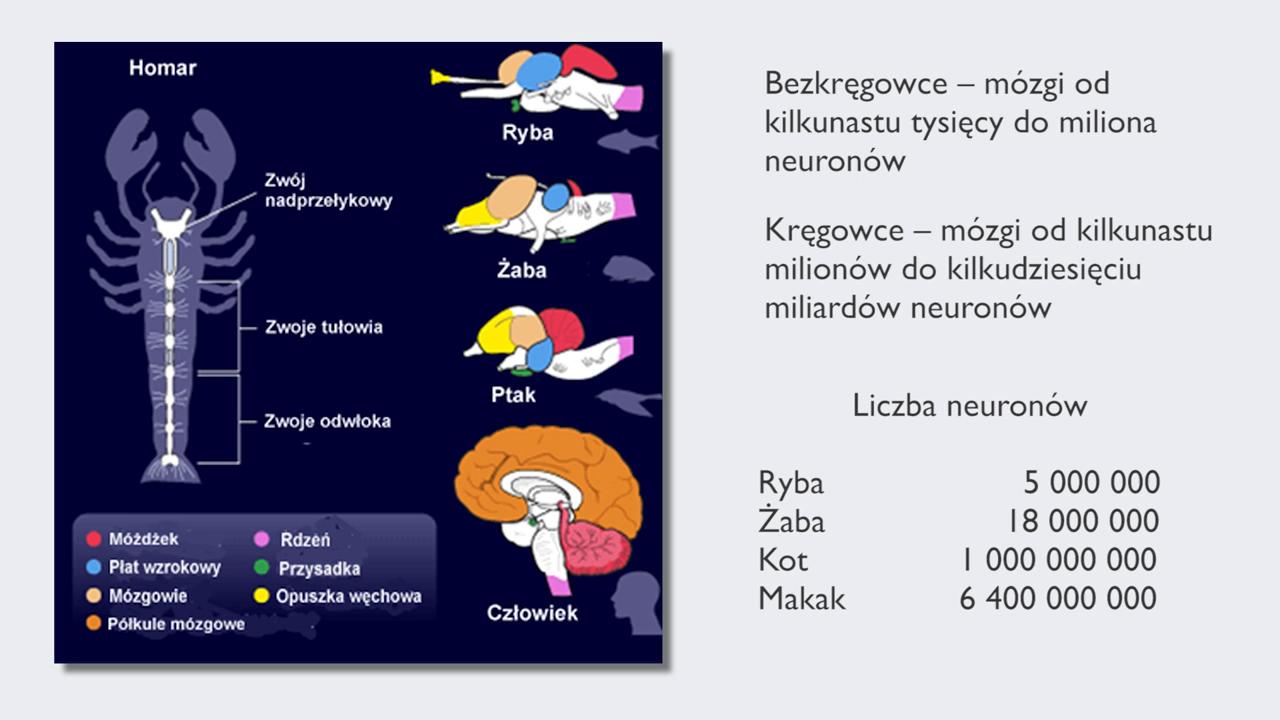 Homar
Zwój
nadprzełykowy
Zwoje tułowia
Zwoje odwłoka
Ryba
Żaba
Ptak
Człowiek
Móżdżek
Płat wzrokowy
Mózgowie
Półkule mózgowe
Rdzeń
Przysadka
Opuszka węchowa
Bezkręgowce – mózgi od
kilkunastu tysięcy do miliona
neuronów
Kręgowce – mózgi od kilkunastu
milionów do kilkudziesięciu
miliardów neuronów
Liczba neuronów
Ryba 5 000 000
Żaba 18 000 000
Kot 1 000 000 000
Makak 6 400 000 000